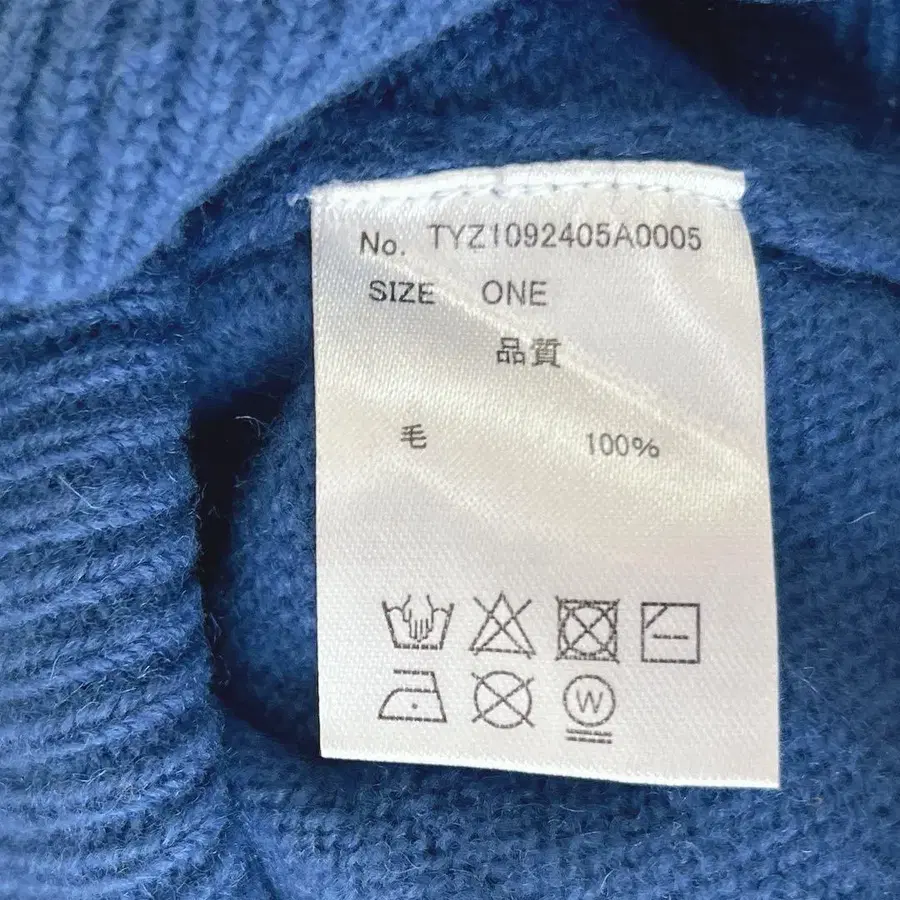 No. TYZ1092405A0005
SIZE ONE
品質
毛 100%
W